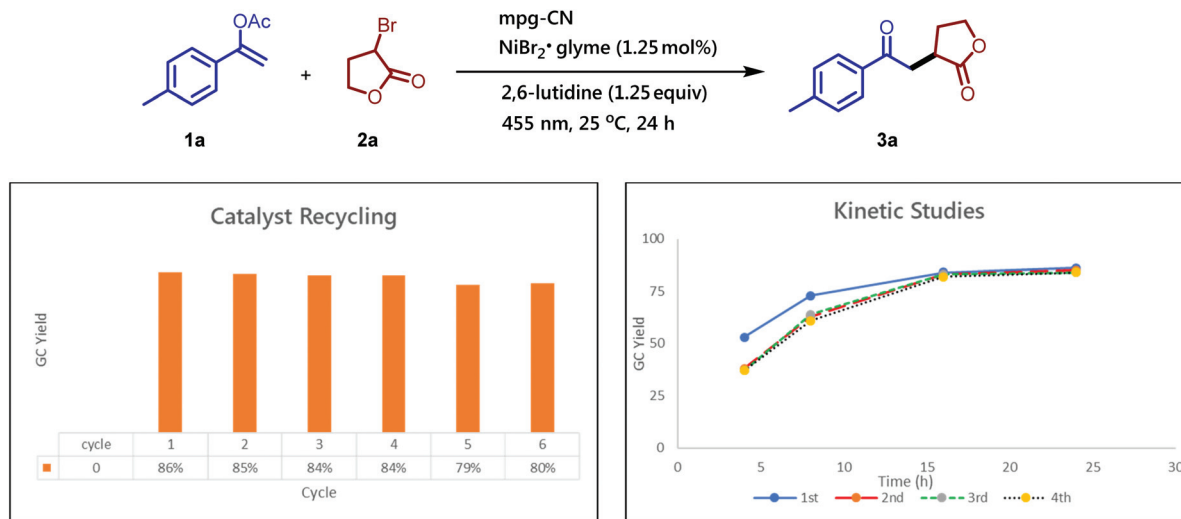 OAc
1a
+
Br
O
O
2a
mpg-CN
NiBr2• glyme (1.25 mol%)
2,6-lutidine (1.25 equiv)
455 nm, 25 °C, 24 h
O
O
O
3a
Catalyst Recycling
GC Yield
cycle 1 2 3 4 5 6
0 86% 85% 84% 84% 79% 80%
Cycle
Kinetic Studies
GC Yield
100
75
50
25
0
0 5 10 15 20 25 30
Time (h)
1st 2nd 3rd 4th